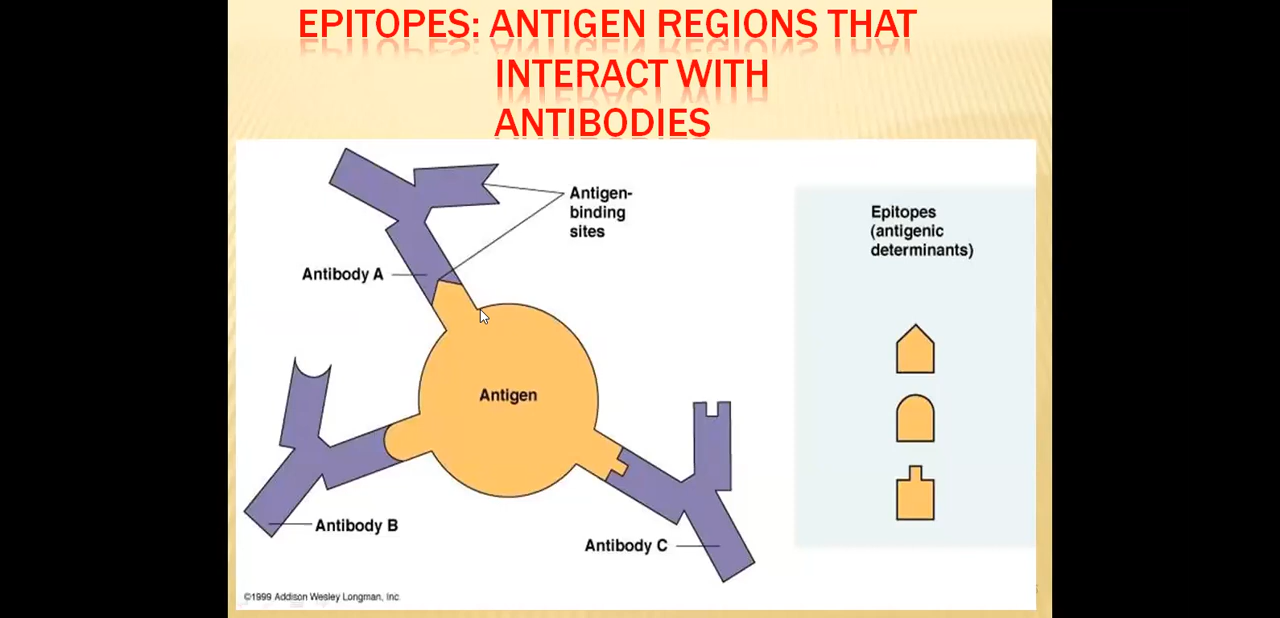 EPITOPES: ANTIGEN REGIONS THAT
INTERACT WITH
ANTIBODIES
Antigen-
binding
sites
Epitopes
(antigenic
determinants)
Antibody A
Antigen
Antibody B
Antibody C
©1999 Addison Wesley Longman, Inc.